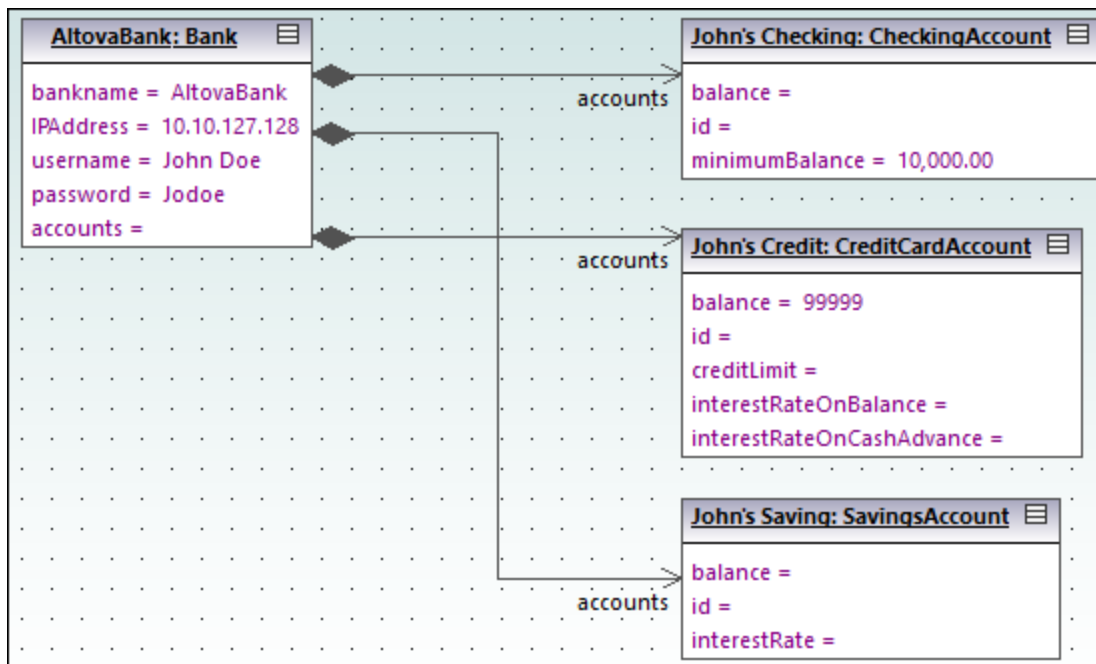 AltovaBank: Bank
bankname = AltovaBank
IPAddress = 10.10.127.128
username = John Doe
password = Jodoe
accounts =
accounts
John's Checking: CheckingAccount
balance =
id =
minimumBalance = 10,000.00
accounts
John's Credit: CreditCardAccount
balance = 99999
id =
creditLimit =
interestRateOnBalance =
interestRateOnCashAdvance =
accounts
John's Saving: SavingsAccount
balance =
id =
interestRate =